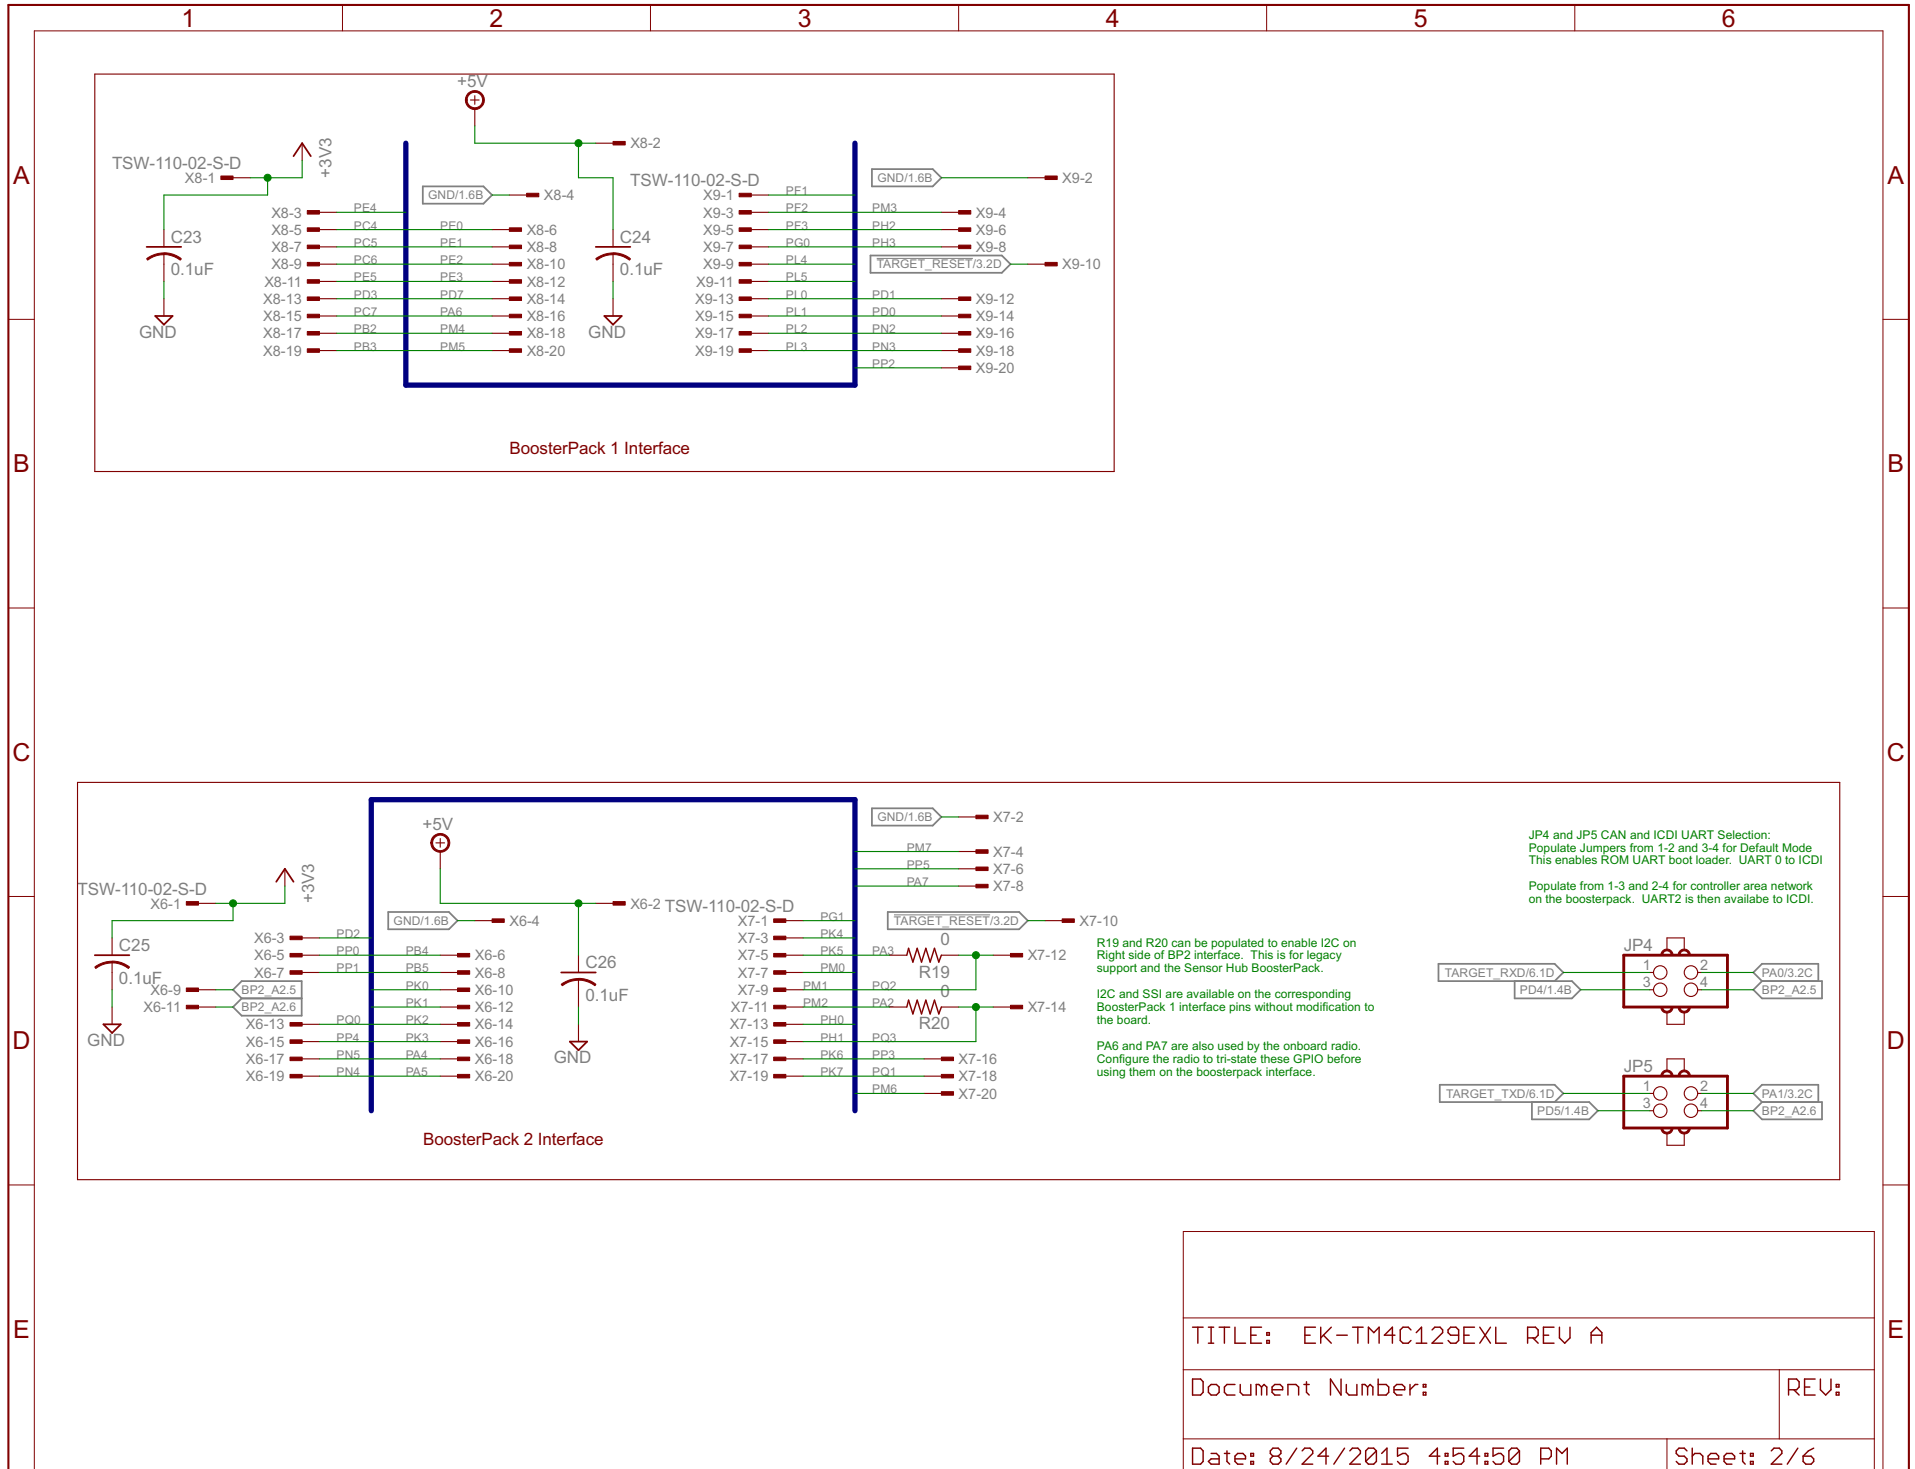 1 2 3 4 5 6
A A
B B
C C
D D
E E
+5V
X8-2
+3V3
TSW-110-02-S-D
X8-1
GND/1.6B X8-4
C23
0.1uF
GND
C24
0.1uF
GND
X8-3 PE4
X8-5 PC4 PE0 X8-6
X8-7 PC5 PE1 X8-8
X8-9 PC6 PE2 X8-10
X8-11 PE5 PE3 X8-12
X8-13 PD3 PD7 X8-14
X8-15 PC7 PA6 X8-16
X8-17 PB2 PM4 X8-18
X8-19 PB3 PM5 X8-20
TSW-110-02-S-D
GND/1.6B X9-2
X9-1 PF1
X9-3 PF2 PM3 X9-4
X9-5 PF3 PH2 X9-6
X9-7 PG0 PH3 X9-8
X9-9 PL4 TARGET_RESET/3.2D X9-10
X9-11 PL5
X9-13 PL0 PD1 X9-12
X9-15 PL1 PD0 X9-14
X9-17 PL2 PN2 X9-16
X9-19 PL3 PN3 X9-18
PP2 X9-20
BoosterPack 1 Interface
+5V
+3V3
TSW-110-02-S-D
X6-1
X6-2
GND/1.6B X6-4
C25
0.1uF
GND
C26
0.1uF
GND
X6-3 PD2
X6-5 PP0 PB4 X6-6
X6-7 PP1 PB5 X6-8
X6-9 BP2_A2.5 PK0 X6-10
X6-11 BP2_A2.6 PK1 X6-12
X6-13 PQ0 PK2 X6-14
X6-15 PP4 PK3 X6-16
X6-17 PN5 PA4 X6-18
X6-19 PN4 PA5 X6-20
GND/1.6B X7-2
PM7 X7-4
PP5 X7-6
PA7 X7-8
TSW-110-02-S-D
X7-1 PG1 TARGET_RESET/3.2D X7-10
X7-3 PK4 0
X7-5 PK5 PA3 X7-12
X7-7 PM0 R19
X7-9 PM1 PQ2 0
X7-11 PM2 PA2 X7-14
X7-13 PH0 R20
X7-15 PH1 PQ3
X7-17 PK6 PP3 X7-16
X7-19 PK7 PQ1 X7-18
PM6 X7-20
R19 and R20 can be populated to enable I2C on
Right side of BP2 interface. This is for legacy
support and the Sensor Hub BoosterPack.
I2C and SSI are available on the corresponding
BoosterPack 1 interface pins without modification to
the board.
PA6 and PA7 are also used by the onboard radio.
Configure the radio to tri-state these GPIO before
using them on the boosterpack interface.
JP4 and JP5 CAN and ICDI UART Selection:
Populate Jumpers from 1-2 and 3-4 for Default Mode
This enables ROM UART boot loader. UART 0 to ICDI
Populate from 1-3 and 2-4 for controller area network
on the boosterpack. UART2 is then availabe to ICDI.
JP4
TARGET_RXD/6.1D 1 2 PA0/3.2C
PD4/1.4B 3 4 BP2_A2.5
JP5
TARGET_TXD/6.1D 1 2 PA1/3.2C
PD5/1.4B 3 4 BP2_A2.6
BoosterPack 2 Interface
TITLE: EK-TM4C129EXL REV A
Document Number: REV:
Date: 8/24/2015 4:54:50 PM Sheet: 2/6